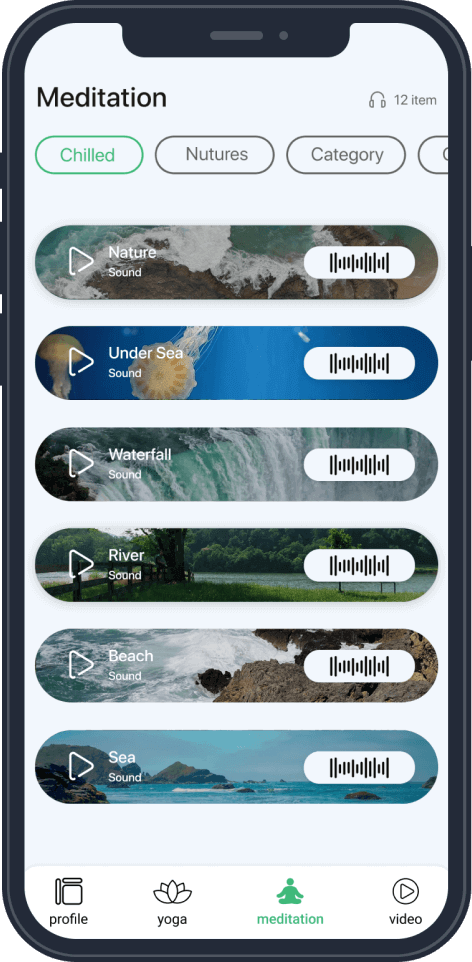 Meditation
12 item
Chilled
Nutures
Category
Nature
Sound
Under Sea
Sound
Waterfall
Sound
River
Sound
Beach
Sound
Sea
Sound
profile
yoga
meditation
video